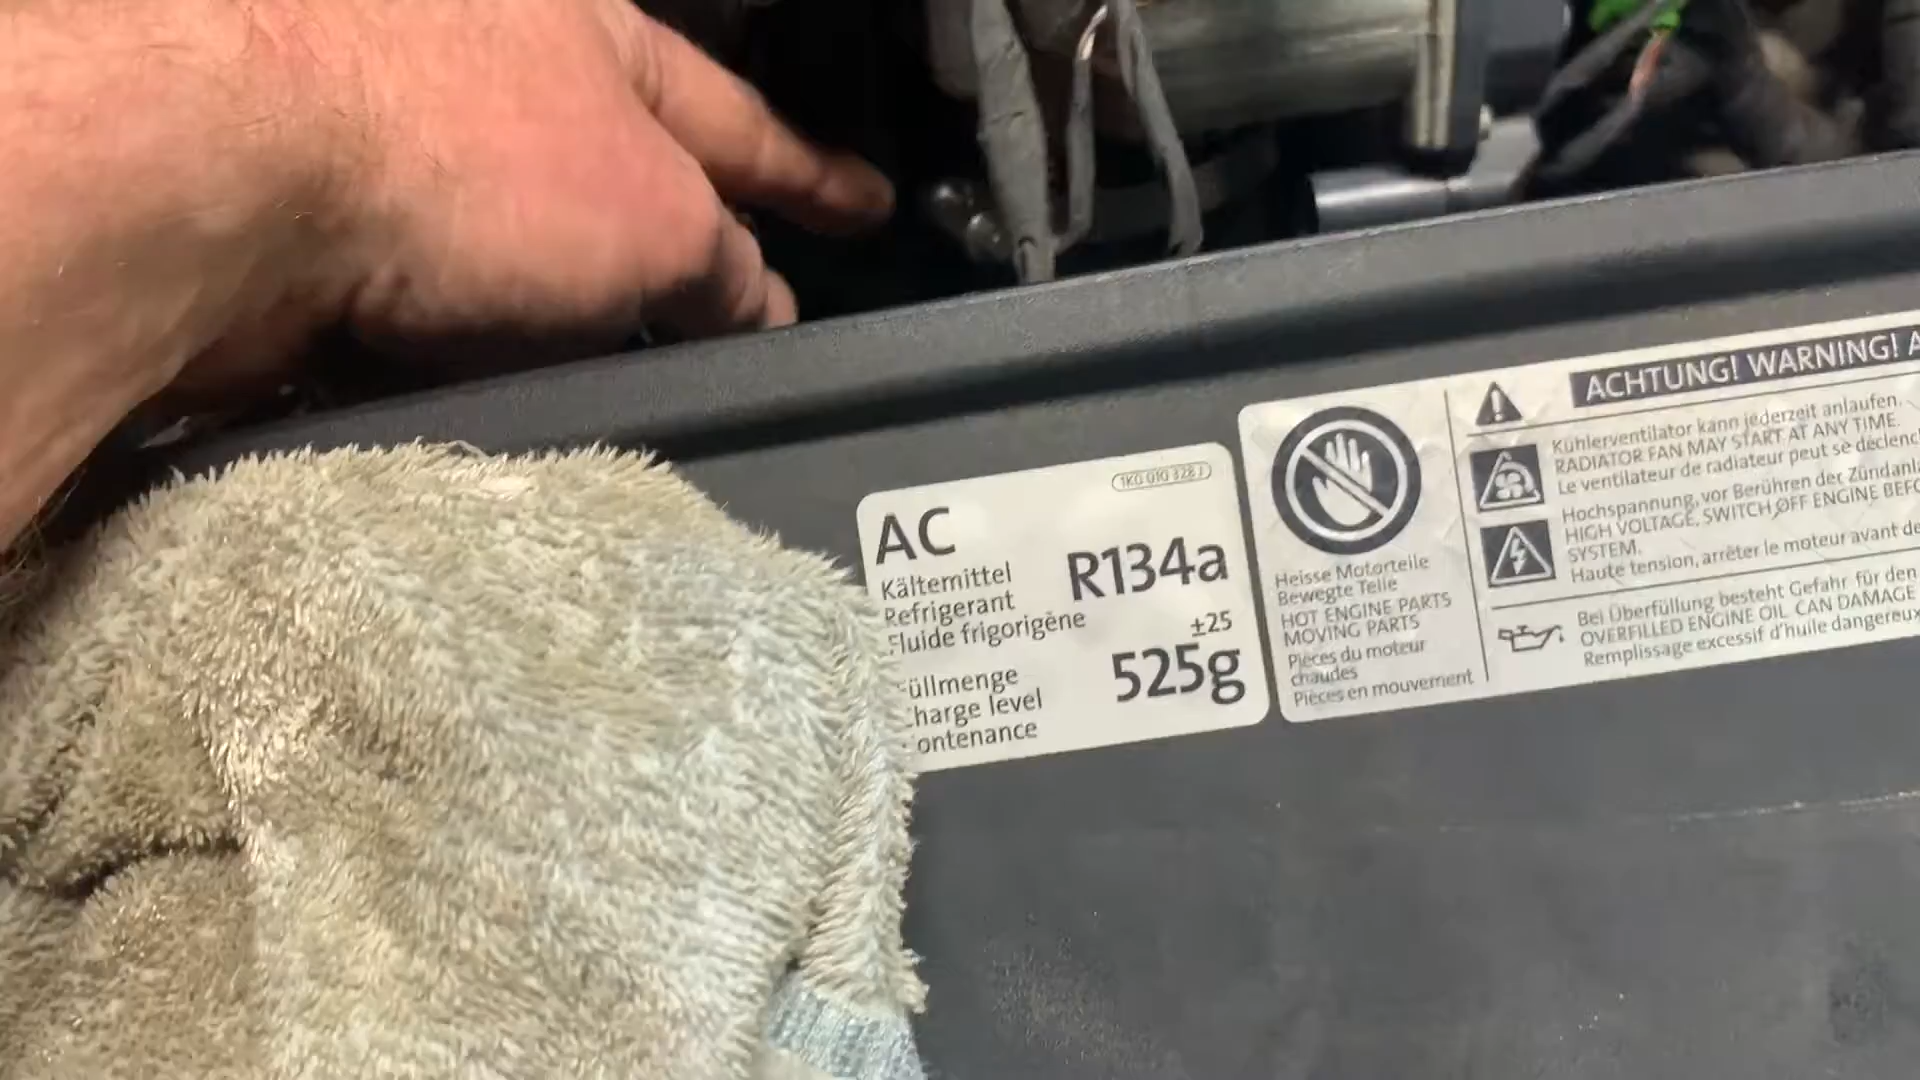 1K0 010 328 J
AC
Kältemittel
Refrigerant
Fluide frigorigène
R134a
±25
525g
üllmenge
harge level
ontenance
Heisse Motorteile
Bewegte Teile
HOT ENGINE PARTS
MOVING PARTS
Pièces du moteur
chaudes
Pièces en mouvement
ACHTUNG! WARNING! A
Kühlerventilator kann jederzeit anlaufen.
RADIATOR FAN MAY START AT ANY TIME.
Le ventilateur de radiateur peut se déclenc
Hochspannung, vor Berühren der Zündanla
HIGH VOLTAGE, SWITCH OFF ENGINE BEFO
SYSTEM.
Haute tension, arrêter le moteur avant de
Bei Überfüllung besteht Gefahr für den
OVERFILLED ENGINE OIL CAN DAMAGE
Remplissage excessif d'huile dangereux